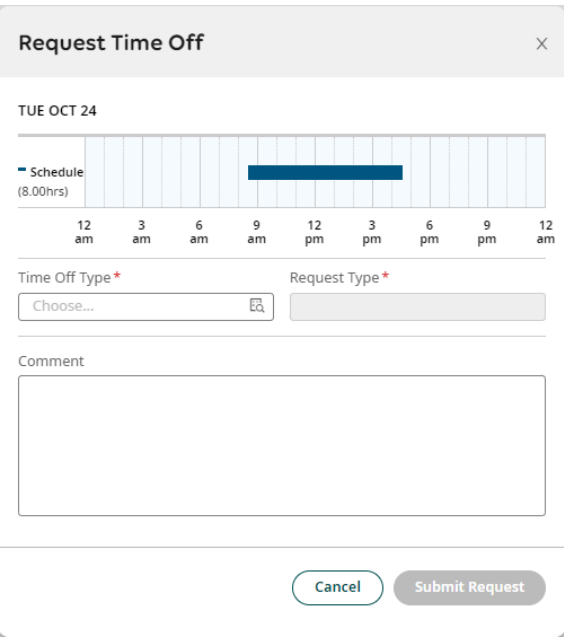 Request Time Off
X
TUE OCT 24
Schedule
(8.00hrs)
12 am 3 am 6 am 9 am 12 pm 3 pm 6 pm 9 pm 12 am
Time Off Type* Request Type*
Choose...
Comment
Cancel Submit Request